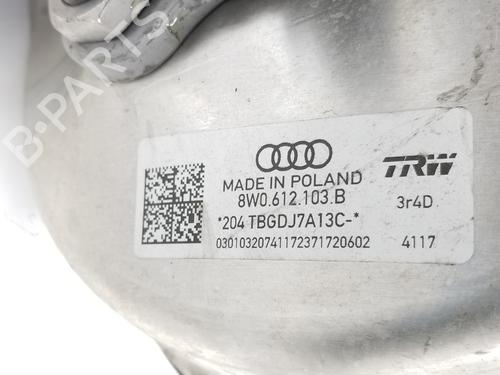 B-PARTS
TRW
MADE IN POLAND
8W0.612.103.B
3r4D
*204 TBGDJ7A13C-*
03010320741172371720602
4117